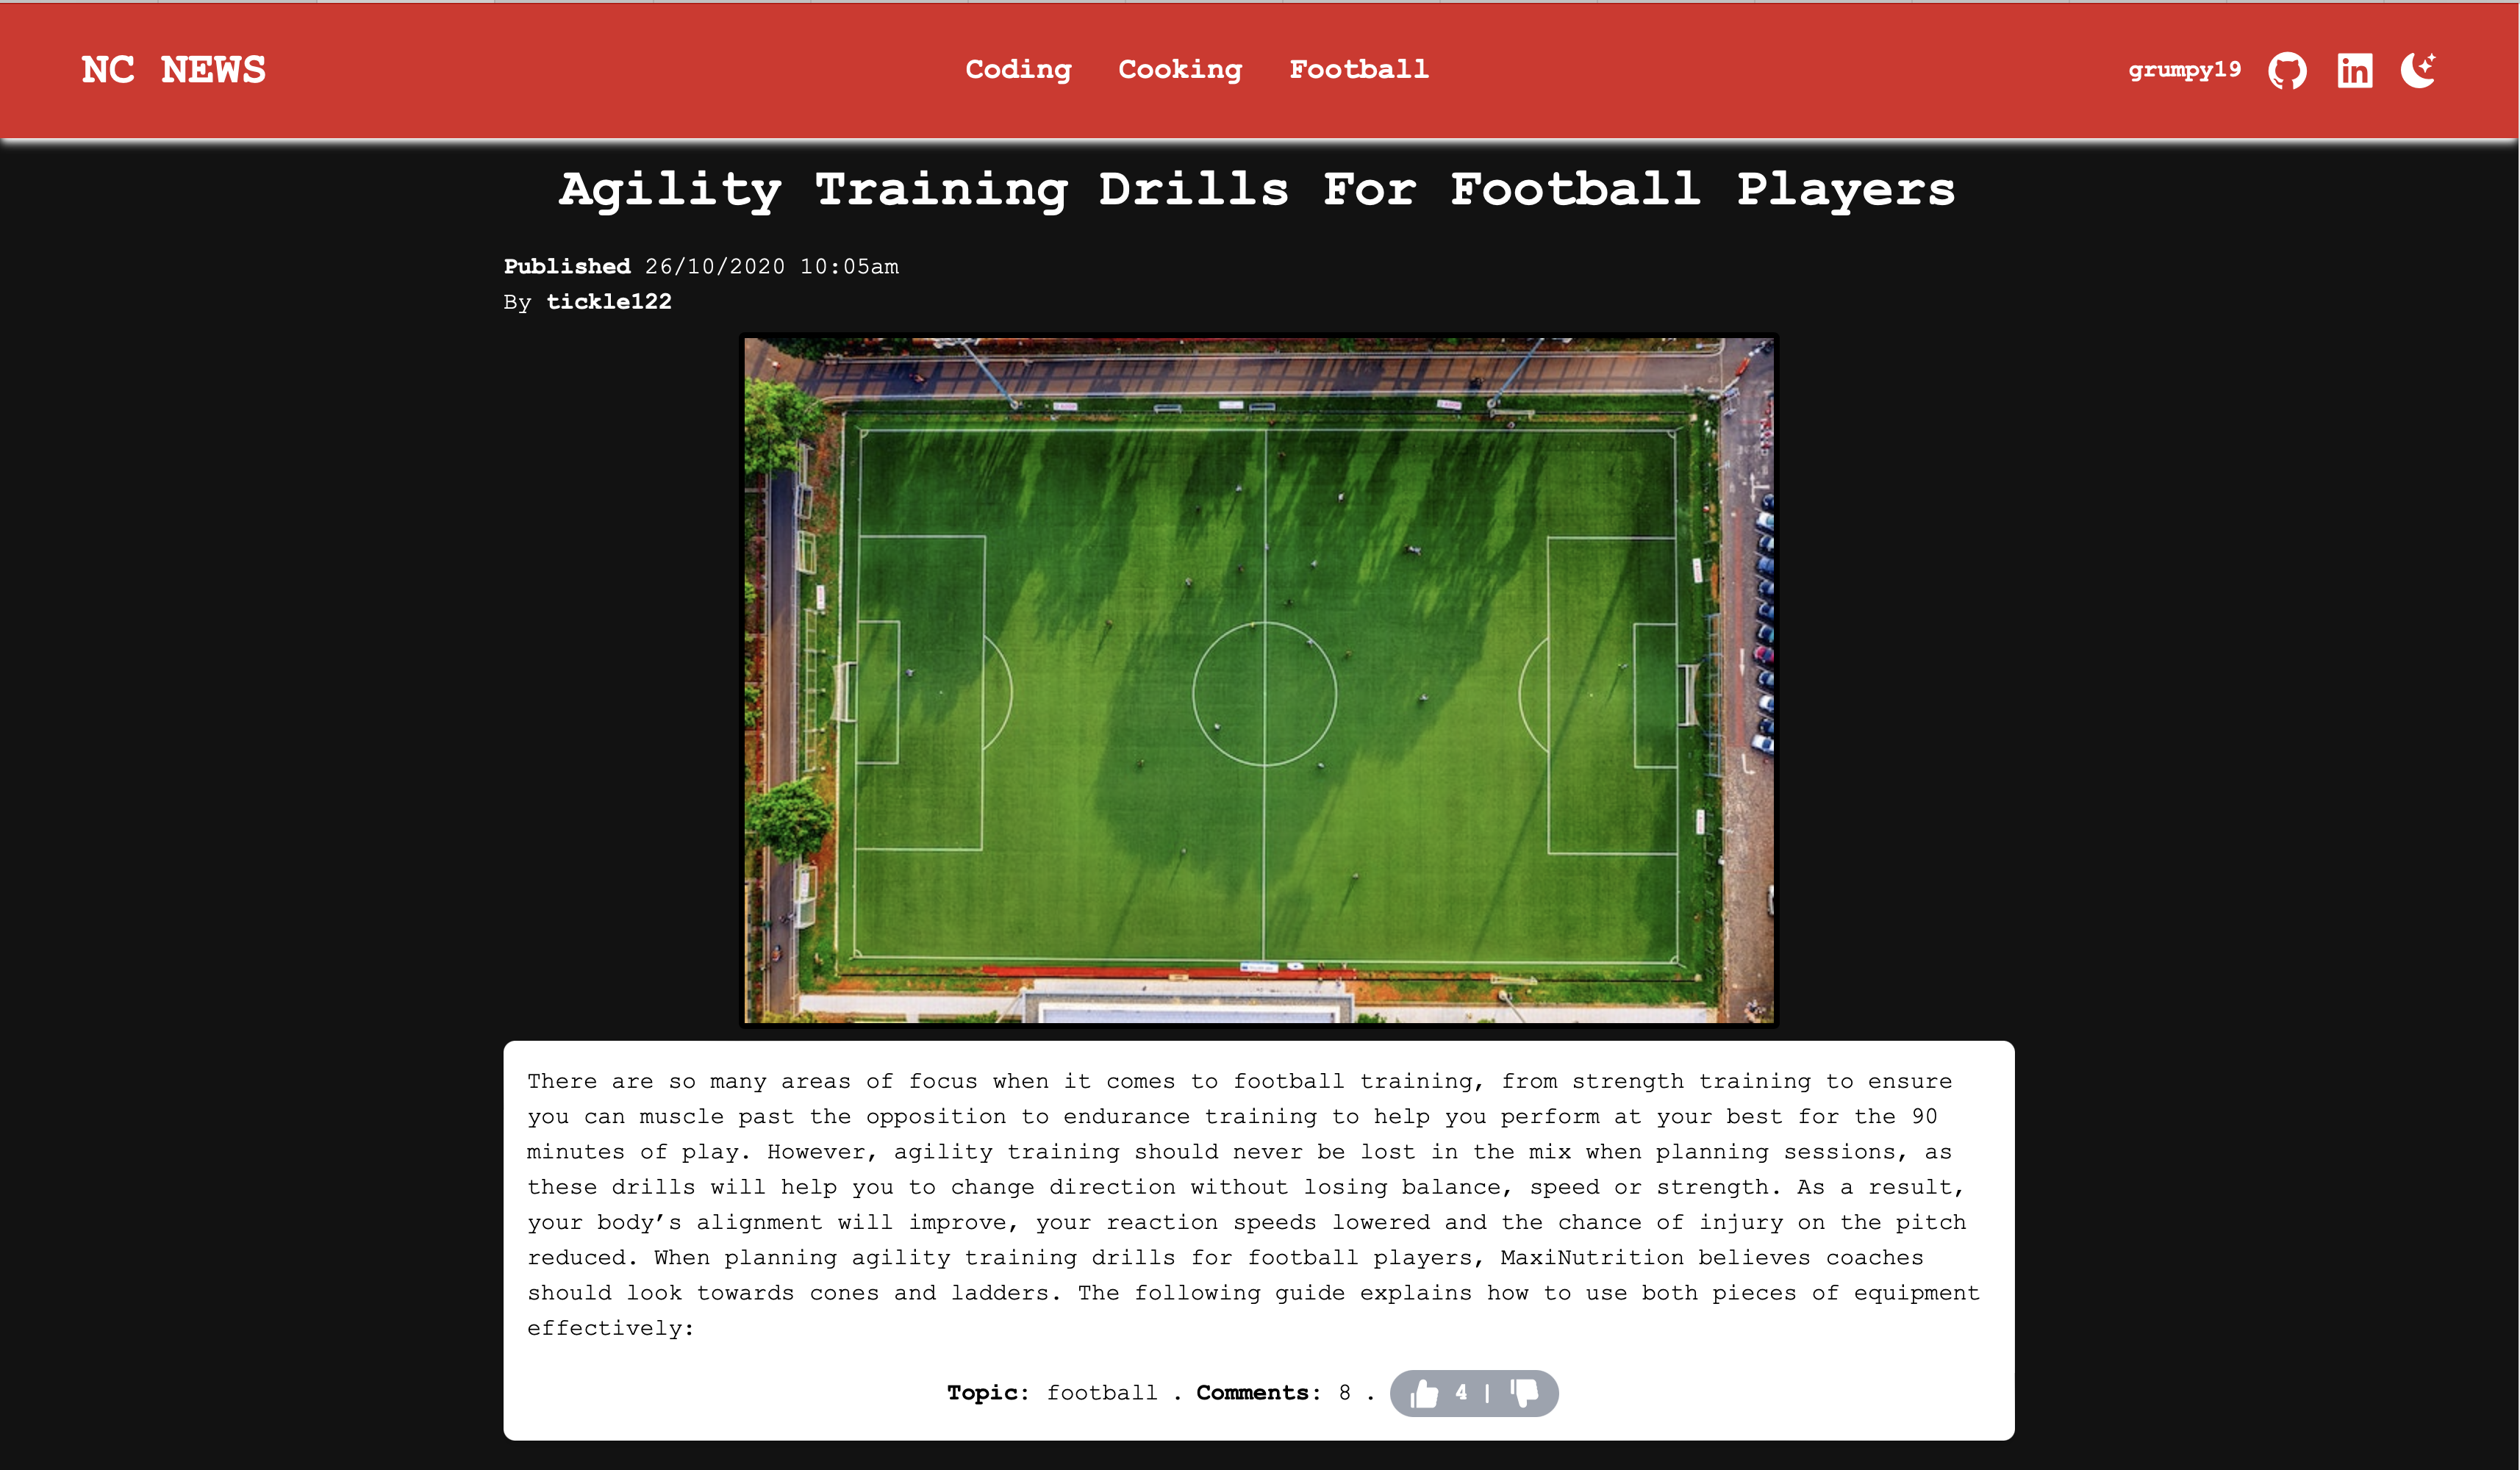 NC NEWS
Coding Cooking Football
grumpy19
Agility Training Drills For Football Players
Published 26/10/2020 10:05am
By tickle122
There are so many areas of focus when it comes to football training, from strength training to ensure
you can muscle past the opposition to endurance training to help you perform at your best for the 90
minutes of play. However, agility training should never be lost in the mix when planning sessions, as
these drills will help you to change direction without losing balance, speed or strength. As a result,
your body’s alignment will improve, your reaction speeds lowered and the chance of injury on the pitch
reduced. When planning agility training drills for football players, MaxiNutrition believes coaches
should look towards cones and ladders. The following guide explains how to use both pieces of equipment
effectively:
Topic: football . Comments: 8 . 4 |